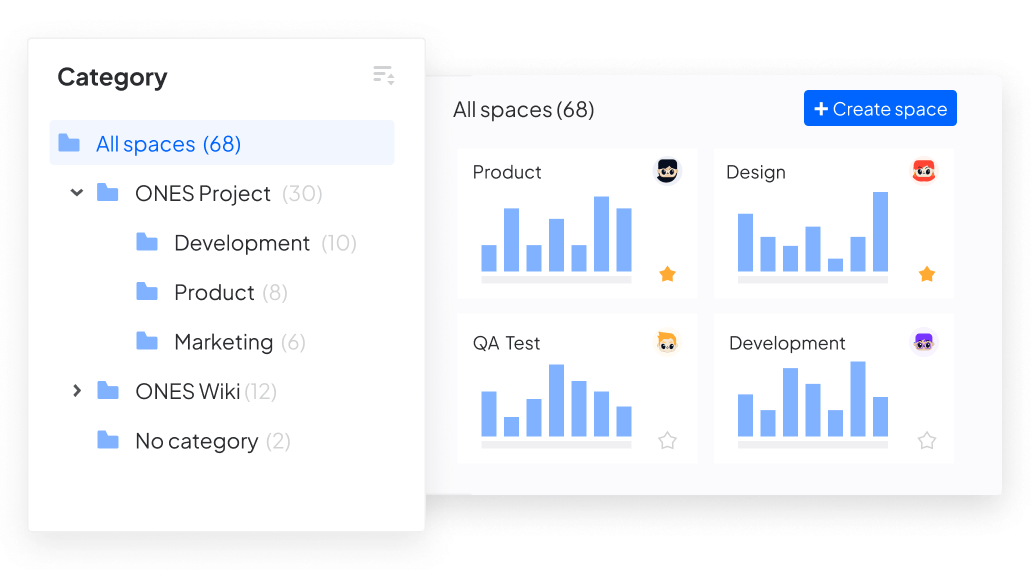 Category
All spaces (68)
ONES Project (30)
Development (10)
Product (8)
Marketing (6)
ONES Wiki (12)
No category (2)
All spaces (68)
+ Create space
Product
Design
QA Test
Development